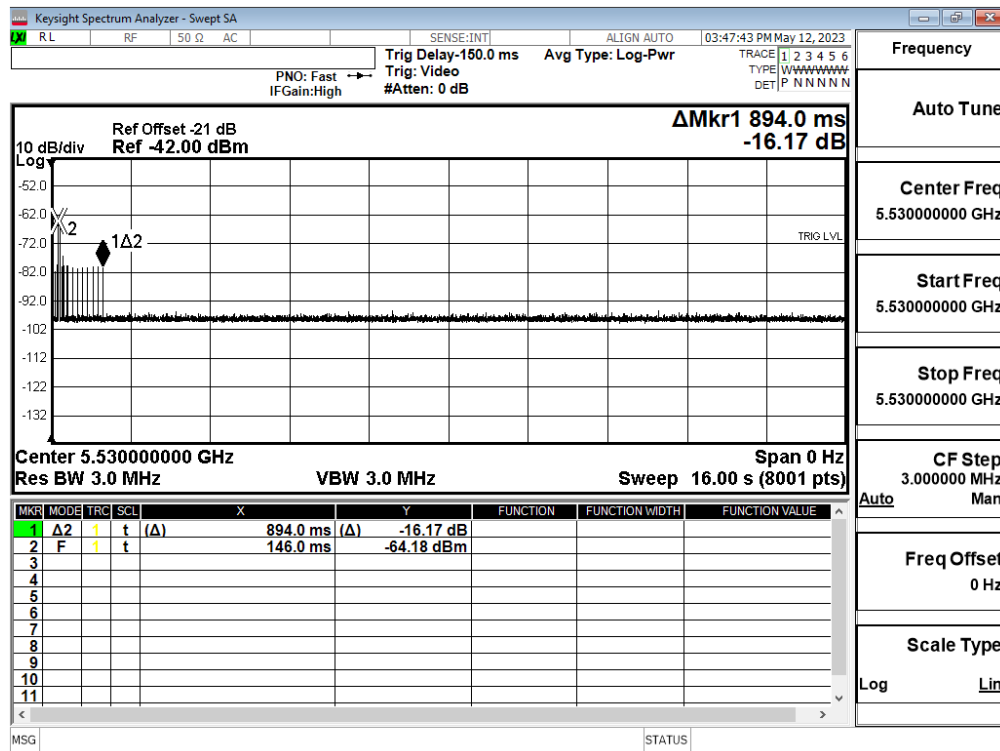 Keysight Spectrum Analyzer - Swept SA
LXI RL RF 50 Ω AC SENSE:INT ALIGN AUTO 03:47:43 PM May 12, 2023
PNO: Fast
IFGain:High
Trig Delay-150.0 ms
Trig: Video
#Atten: 0 dB
Avg Type: Log-Pwr
TRACE 1 2 3 4 5 6
TYPE WWWWWW
DET P N N N N N
Ref Offset -21 dB
10 dB/div Ref -42.00 dBm
Log
ΔMkr1 894.0 ms
-16.17 dB
-52.0
-62.0
-72.0
-82.0
-92.0
-102
-112
-122
-132
2
1Δ2
TRIG LVL
Center 5.530000000 GHz Span 0 Hz
Res BW 3.0 MHz VBW 3.0 MHz Sweep 16.00 s (8001 pts)
MKR MODE TRC SCL X Y FUNCTION FUNCTION WIDTH FUNCTION VALUE
1 Δ2 1 t (Δ) 894.0 ms (Δ) -16.17 dB
2 F 1 t 146.0 ms -64.18 dBm
3
4
5
6
7
8
9
10
11
MSG STATUS
Frequency
Auto Tune
Center Freq
5.530000000 GHz
Start Freq
5.530000000 GHz
Stop Freq
5.530000000 GHz
CF Step
3.000000 MHz
Auto Man
Freq Offset
0 Hz
Scale Type
Log Lin